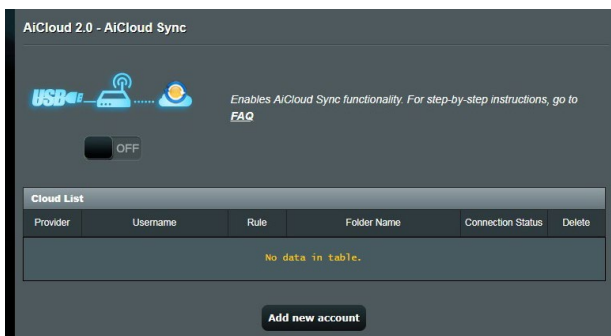 AiCloud 2.0 - AiCloud Sync
USB
Enables AiCloud Sync functionality. For step-by-step instructions, go to
FAQ
OFF
Cloud List
Provider Username Rule Folder Name Connection Status Delete
No data in table.
Add new account